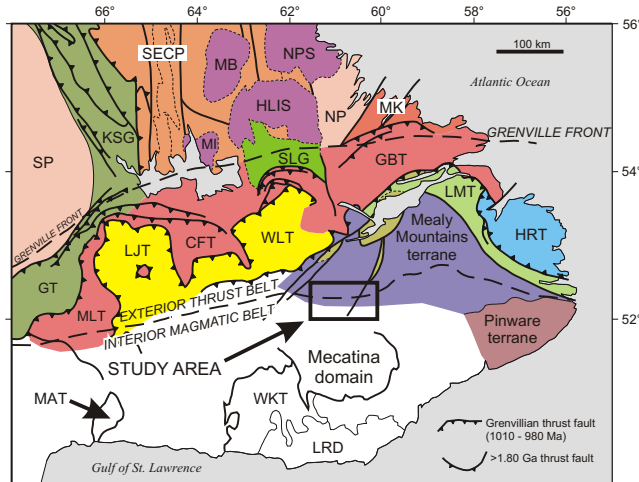 66
64
62
60
58
56
SECP
MB
NPS
100 km
Atlantic Ocean
HLIS
NP
MK
KSG
MI
GRENVILLE FRONT
SP
SLG
GBT
54
54
LMT
GRENVILLE FRONT
Mealy
Mountains
terrane
HRT
LJT
CFT
WLT
GT
EXTERIOR THRUST BELT
MLT
INTERIOR MAGMATIC BELT
Pinware
terrane
52
52
STUDY AREA
Mecatina
domain
MAT
WKT
Grenvillian thrust fault
(1010 - 980 Ma)
LRD
>1.80 Ga thrust fault
Gulf of St. Lawrence